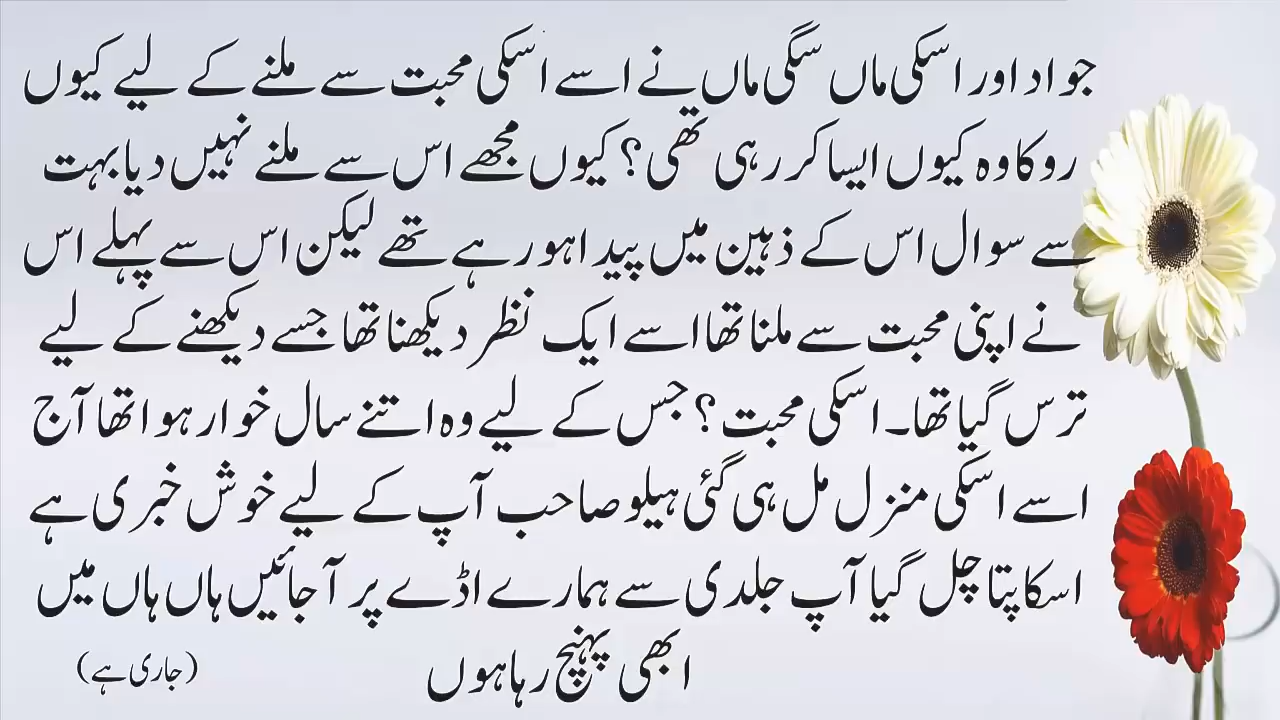 جواد اور اسکی ماں سگی ماں نے اسے اسکی محبت سے ملنے کے لیے کیوں
روکا وہ کیوں ایسا کر رہی تھی؟ کیوں مجھے اس سے ملنے نہیں دیا بہت
سے سوال اس کے ذہین میں پیدا ہو رہے تھے لیکن اس سے پہلے اس
نے اپنی محبت سے ملنا تھا اسے ایک نظر دیکھنا تھا جسے دیکھنے کے لیے
ترس گیا تھا۔ اسکی محبت؟ جس کے لیے وہ اتنے سال خوار ہوا تھا آج
اسے اسکی منزل مل ہی گئی ہیلو صاحب آپ کے لیے خوش خبری ہے
اسکا پتا چل گیا آپ جلدی سے ہمارے اڈے پر آجائیں ہاں ہاں میں
ابھی پہنچ رہا ہوں
(جاری ہے)